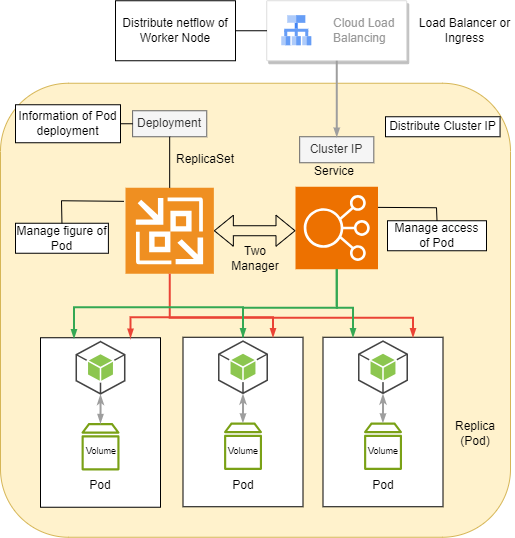 Distribute netflow of
Worker Node
Cloud Load
Balancing
Load Balancer or
Ingress
Information of Pod
deployment
Deployment
Distribute Cluster IP
Cluster IP
ReplicaSet
Service
Manage figure of
Pod
Two
Manager
Manage access
of Pod
Volume
Volume
Volume
Replica
(Pod)
Pod
Pod
Pod